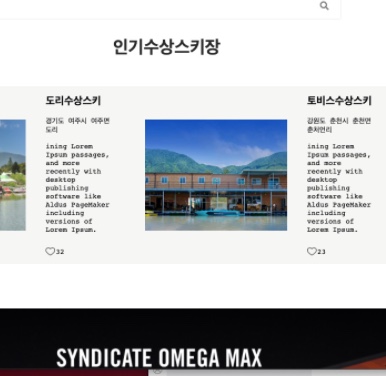 인기수상스키장
도리수상스키
경기도 여주시 여주면
도리
ining Lorem
Ipsum passages,
and more
recently with
desktop
publishing
software like
Aldus PageMaker
including
versions of
Lorem Ipsum.
32
토비스수상스키
강원도 춘천시 춘천면
춘처언리
ining Lorem
Ipsum passages,
and more
recently with
desktop
publishing
software like
Aldus PageMaker
including
versions of
Lorem Ipsum.
23
SYNDICATE OMEGA MAX